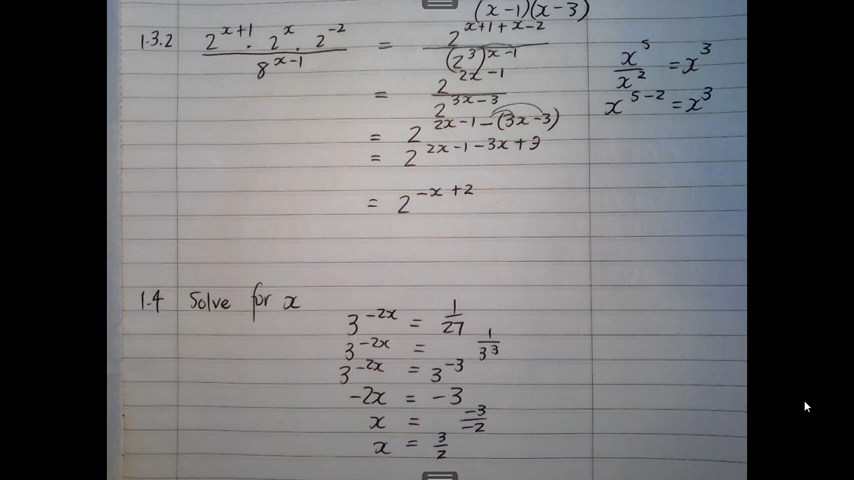 (x-1)(x-3)
1.3.2 2^{x+1} · 2^{x} · 2^{-2} / 8^{x-1} = 2^{x+1+x-2} / (2^{3})^{x-1}
= 2^{2x-1} / 2^{3x-3}
= 2^{2x-1-(3x-3)}
= 2^{2x-1-3x+3}
= 2^{-x+2}
x^{5} / x^{2} = x^{3}
x^{5-2} = x^{3}
1.4 Solve for x
3^{-2x} = 1/27
3^{-2x} = 1/3^{3}
3^{-2x} = 3^{-3}
-2x = -3
x = -3/-2
x = 3/2